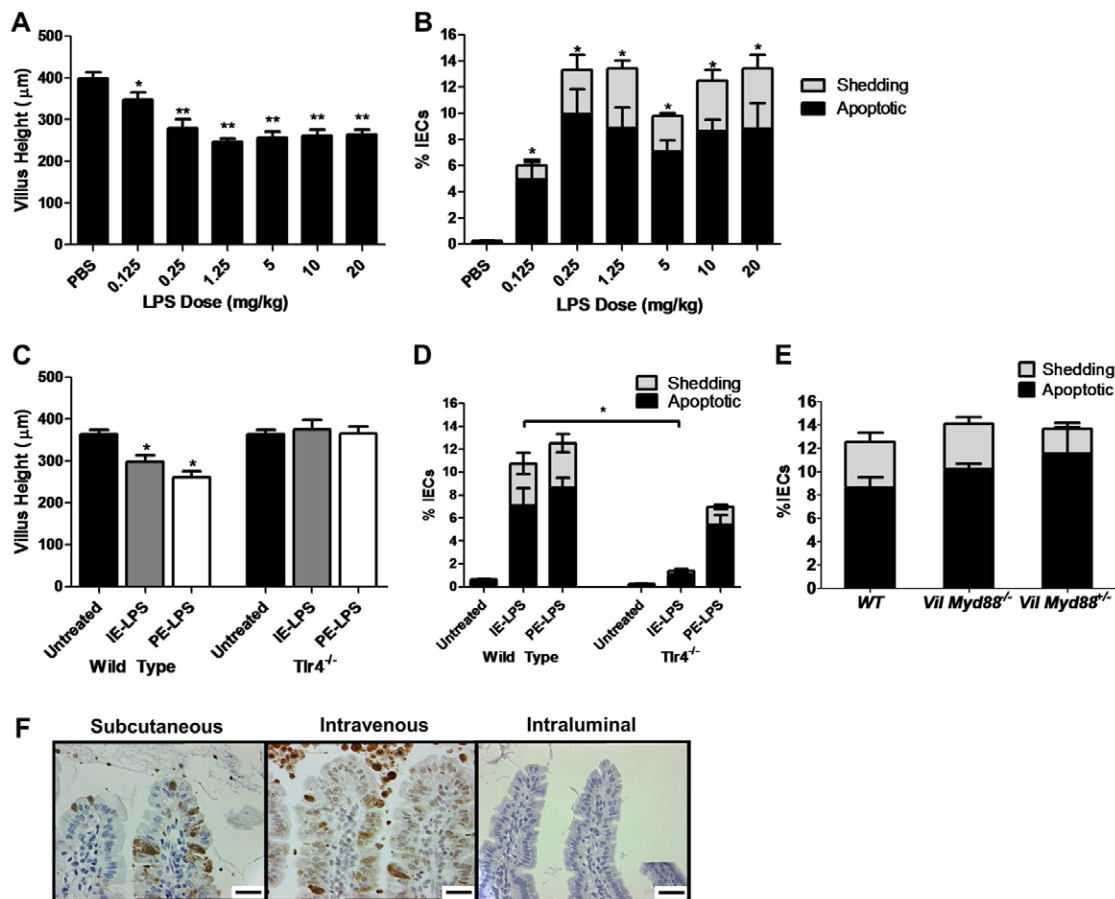 A
Villus Height (μm)
500
400
300
200
100
0
*
**
**
**
**
**
PBS
0.125
0.25
1.25
5
10
20
LPS Dose (mg/kg)
B
% IECs
16
14
12
10
8
6
4
2
0
*
*
*
*
*
*
Shedding
Apoptotic
PBS
0.125
0.25
1.25
5
10
20
LPS Dose (mg/kg)
C
Villus Height (μm)
500
400
300
200
100
0
*
*
Untreated
IE-LPS
PE-LPS
Untreated
IE-LPS
PE-LPS
Wild Type
Tlr4-/-
D
Shedding
Apoptotic
% IECs
16
14
12
10
8
6
4
2
0
*
Untreated
IE-LPS
PE-LPS
Untreated
IE-LPS
PE-LPS
Wild Type
Tlr4-/-
E
Shedding
Apoptotic
%IECs
16
14
12
10
8
6
4
2
0
WT
Vil Myd88-/-
Vil Myd88+/-
F
Subcutaneous
Intravenous
Intraluminal